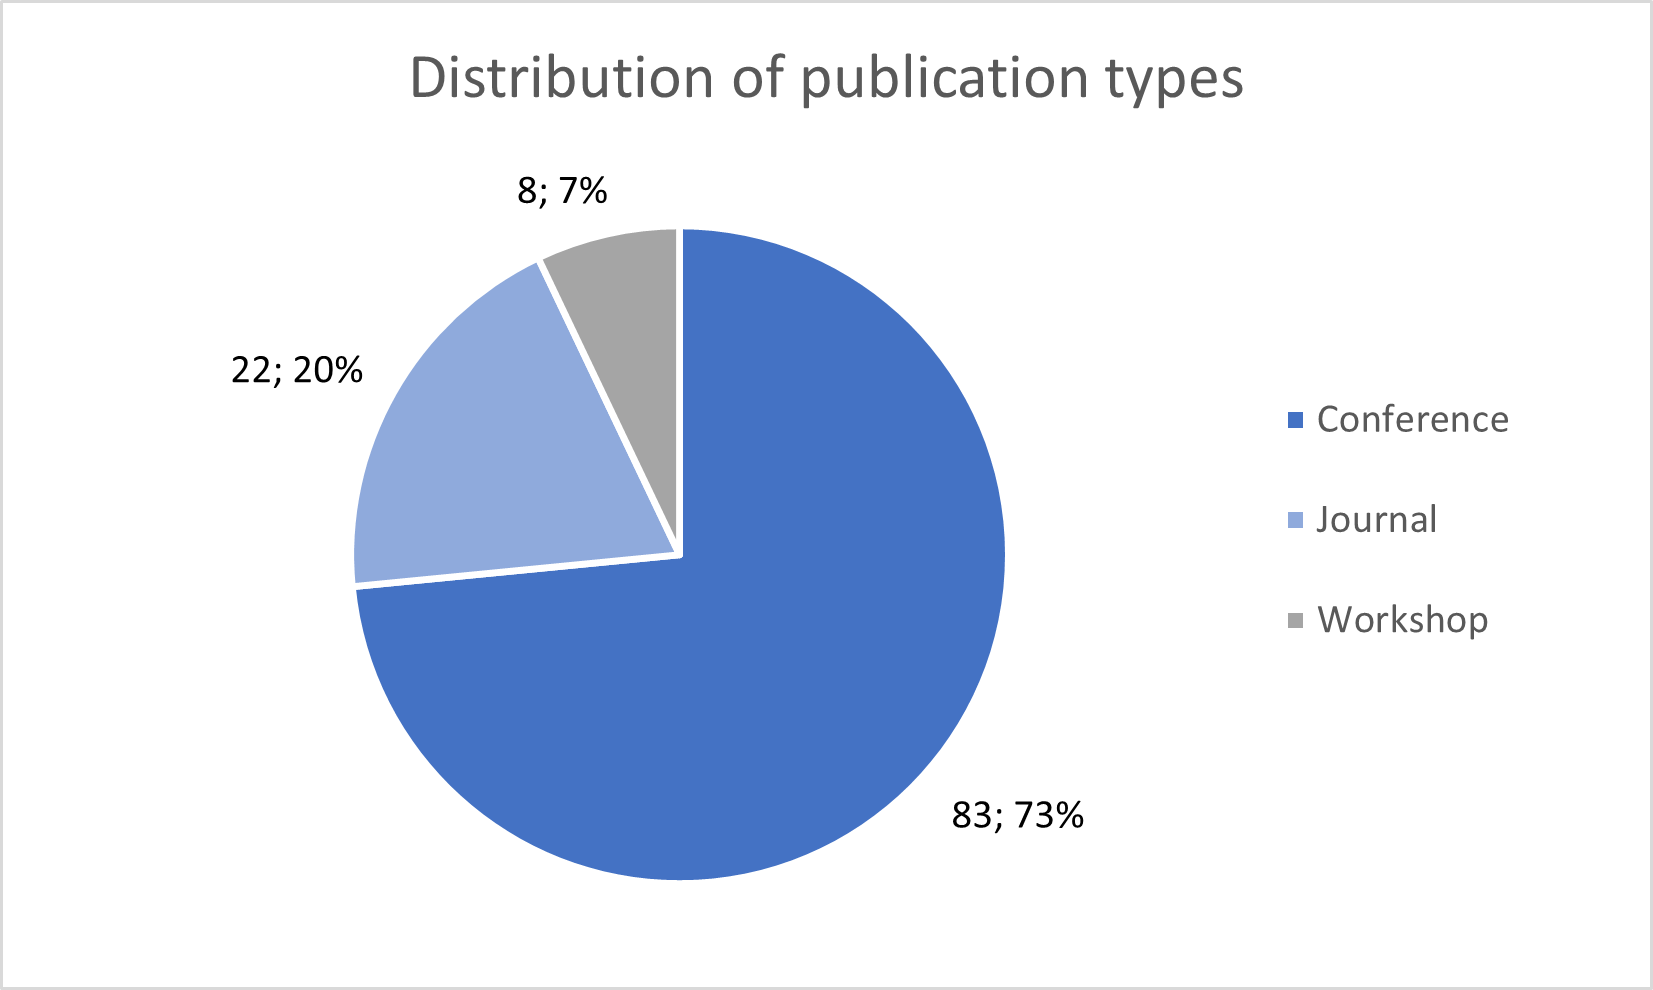 Distribution of publication types
8; 7%
22; 20%
83; 73%
Conference
Journal
Workshop